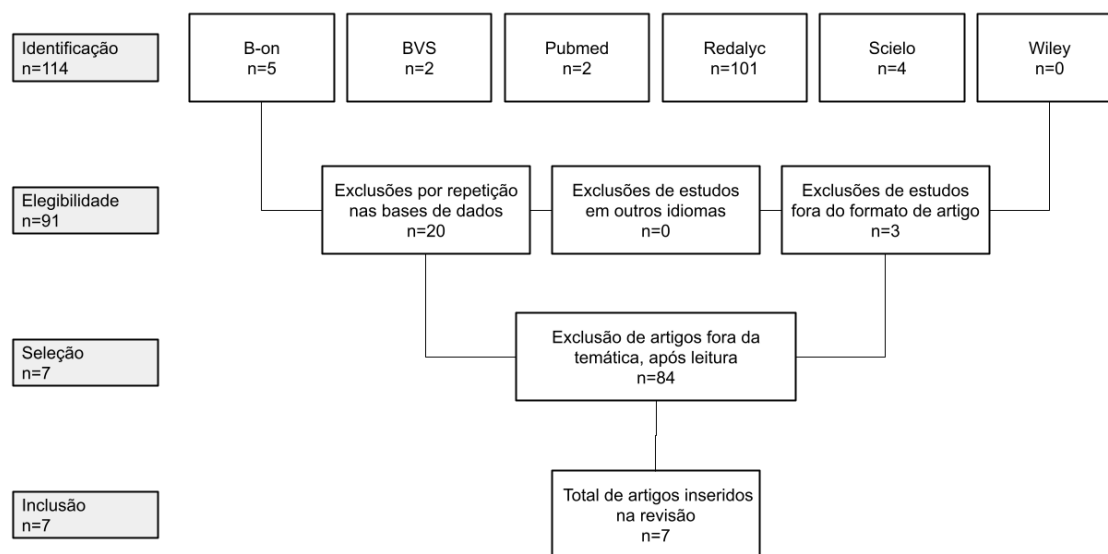 Identificação
n=114
B-on
n=5
BVS
n=2
Pubmed
n=2
Redalyc
n=101
Scielo
n=4
Wiley
n=0
Elegibilidade
n=91
Exclusões por repetição
nas bases de dados
n=20
Exclusões de estudos
em outros idiomas
n=0
Exclusões de estudos
fora do formato de artigo
n=3
Seleção
n=7
Exclusão de artigos fora da
temática, após leitura
n=84
Inclusão
n=7
Total de artigos inseridos
na revisão
n=7